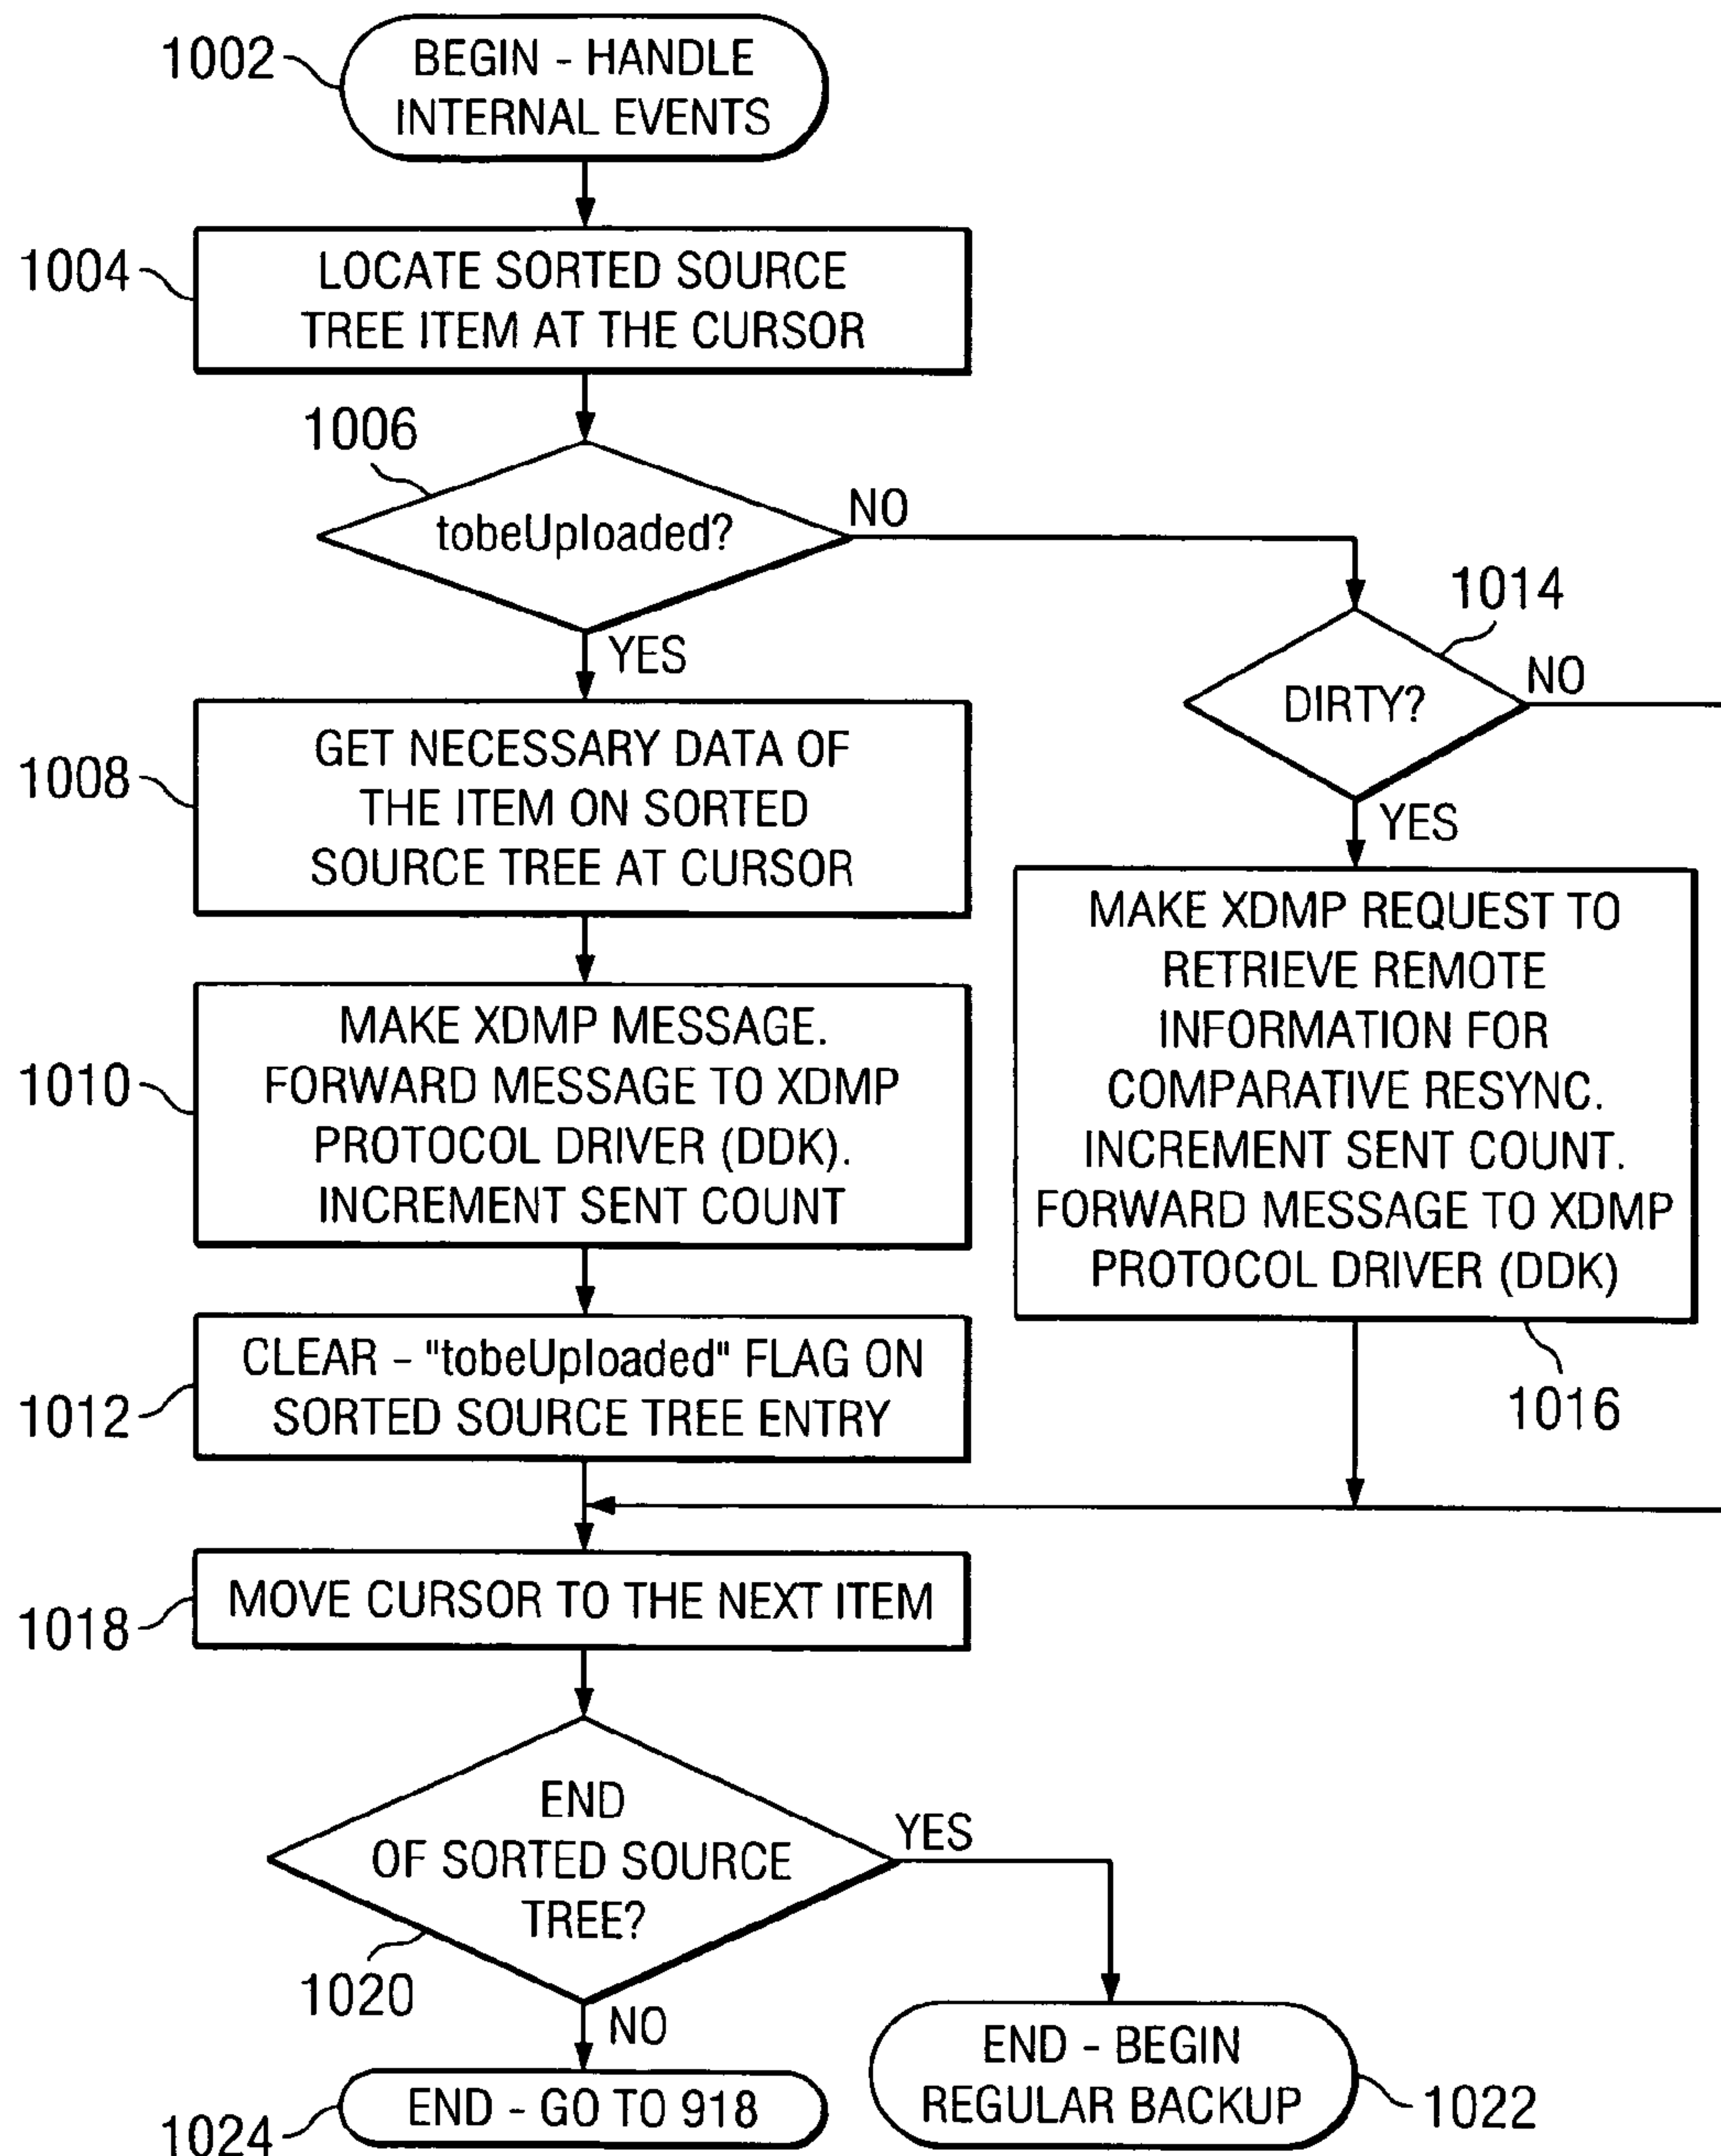 1002
BEGIN - HANDLE
INTERNAL EVENTS
1004
LOCATE SORTED SOURCE
TREE ITEM AT THE CURSOR
1006
tobeUploaded?
NO
YES
1014
DIRTY?
NO
YES
1008
GET NECESSARY DATA OF
THE ITEM ON SORTED
SOURCE TREE AT CURSOR
MAKE XDMP REQUEST TO
RETRIEVE REMOTE
INFORMATION FOR
COMPARATIVE RESYNC.
INCREMENT SENT COUNT.
FORWARD MESSAGE TO XDMP
PROTOCOL DRIVER (DDK)
1016
1010
MAKE XDMP MESSAGE.
FORWARD MESSAGE TO XDMP
PROTOCOL DRIVER (DDK).
INCREMENT SENT COUNT
1012
CLEAR - "tobeUploaded" FLAG ON
SORTED SOURCE TREE ENTRY
1018
MOVE CURSOR TO THE NEXT ITEM
END
OF SORTED SOURCE
TREE?
1020
YES
NO
END - BEGIN
REGULAR BACKUP
1022
1024
END - GO TO 918